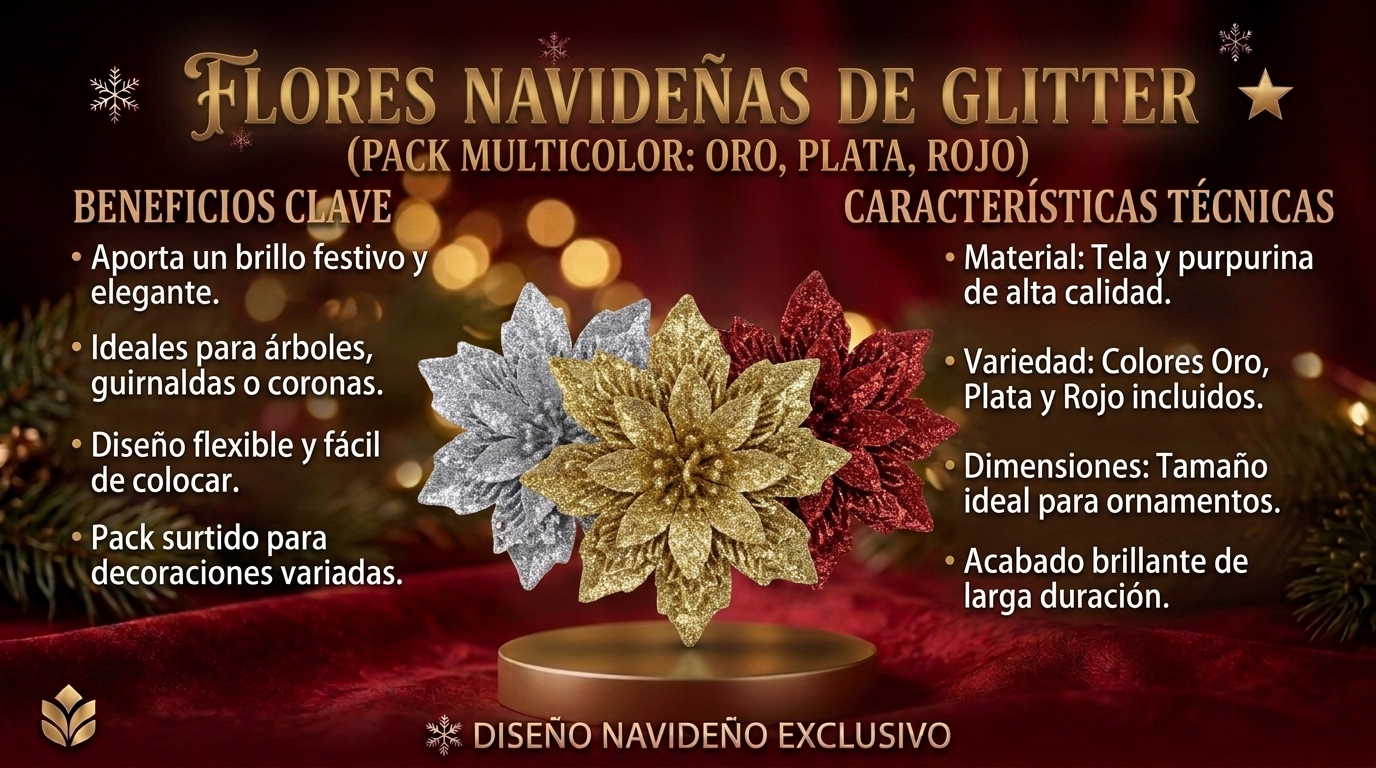 FLORES NAVIDEÑAS DE GLITTER
(PACK MULTICOLOR: ORO, PLATA, ROJO)
BENEFICIOS CLAVE
• Aporta un brillo festivo y
elegante.
• Ideales para árboles,
guirnaldas o coronas.
• Diseño flexible y fácil
de colocar.
• Pack surtido para
decoraciones variadas.
CARACTERÍSTICAS TÉCNICAS
• Material: Tela y purpurina
de alta calidad.
• Variedad: Colores Oro,
Plata y Rojo incluidos.
• Dimensiones: Tamaño
ideal para ornamentos.
• Acabado brillante de
larga duración.
DISEÑO NAVIDEÑO EXCLUSIVO